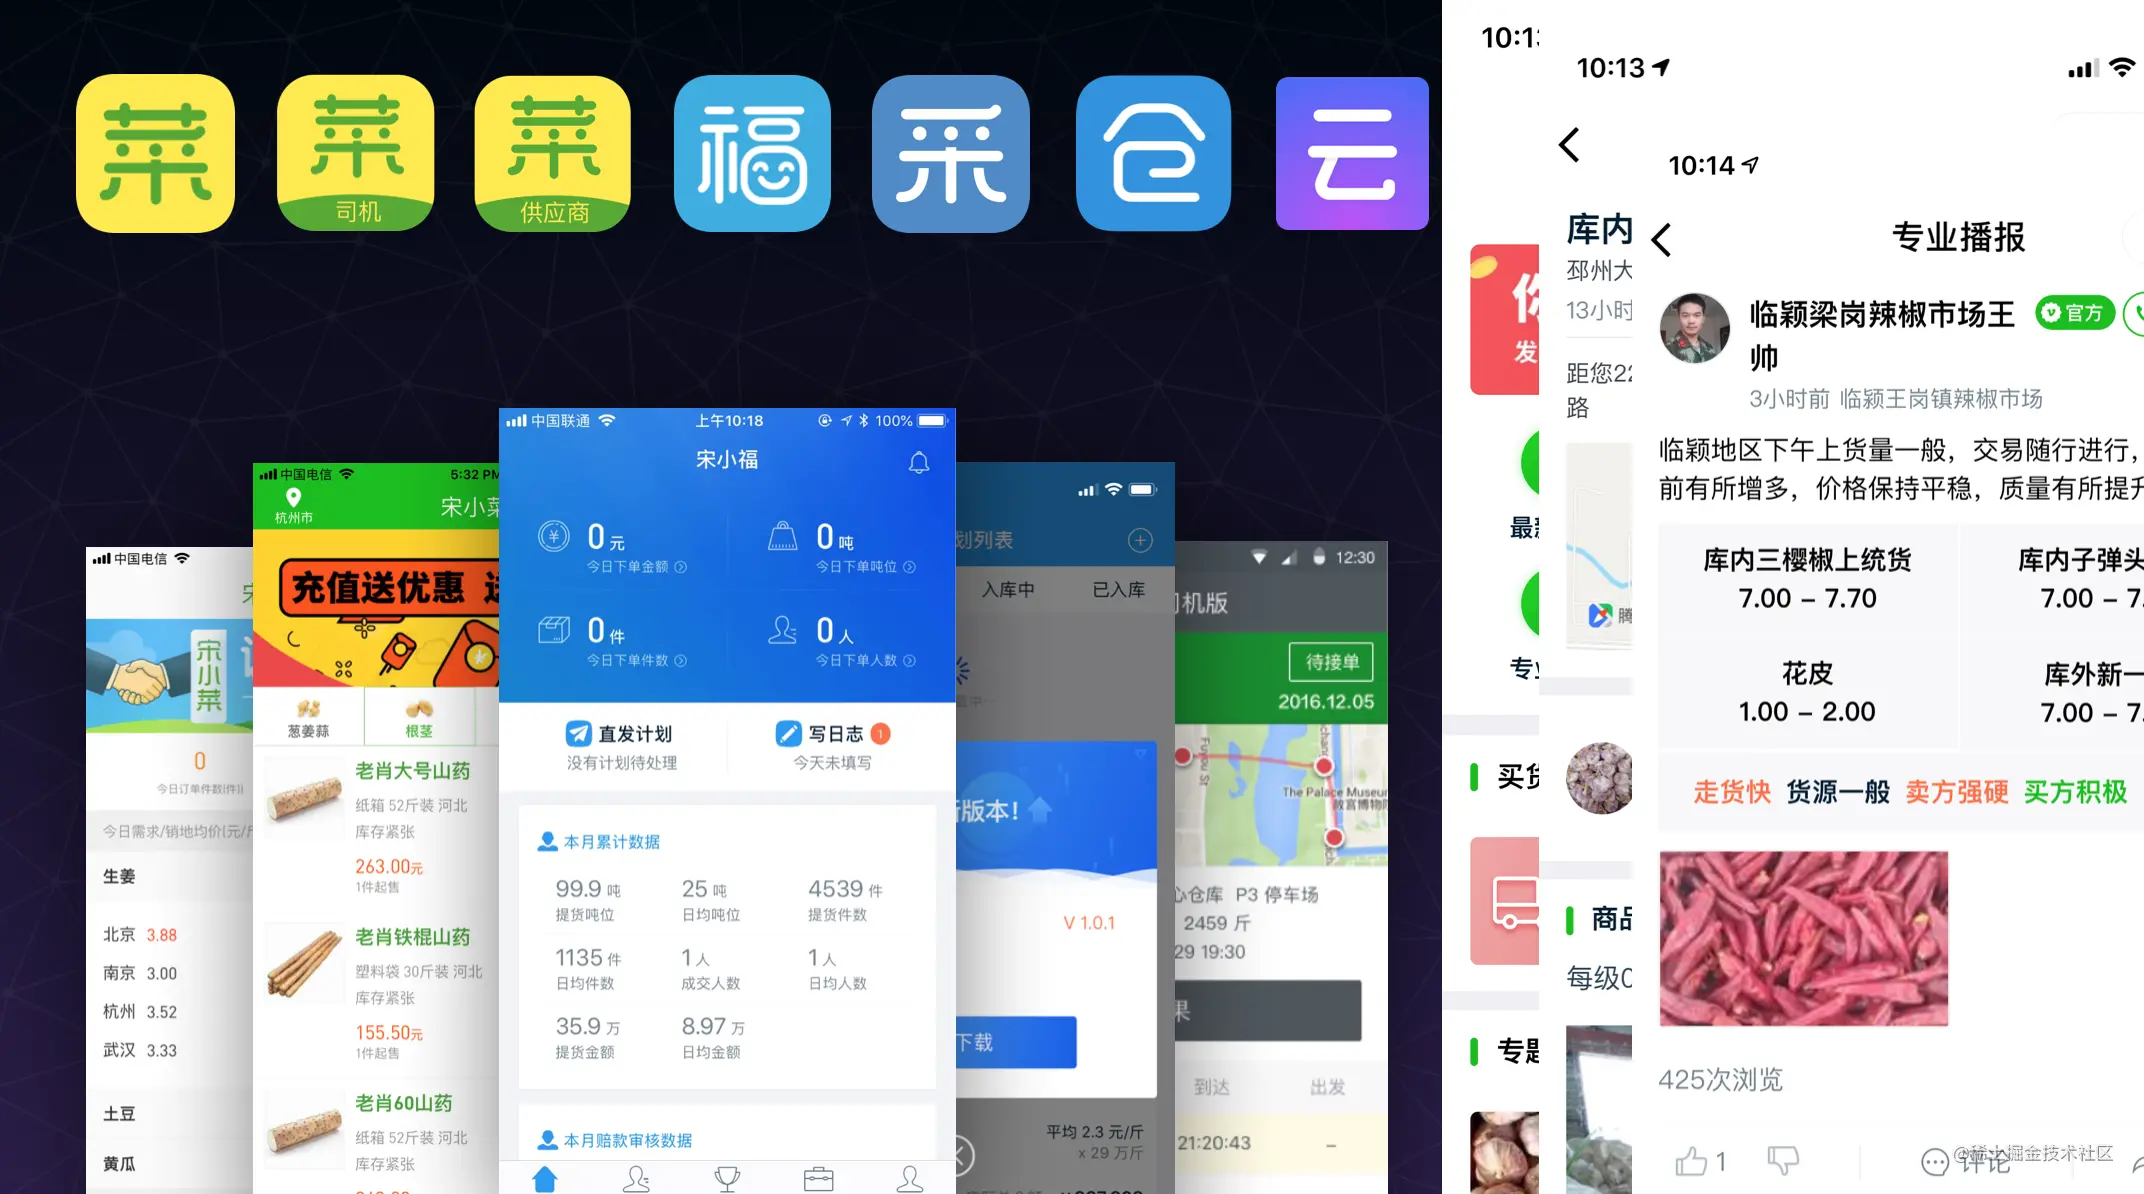 菜
菜
司机
菜
供应商
福
采
仓
云
中国电信
宋小菜
0
今日订单件数(件)
今日需求/销地均价(元/斤
生姜
北京 3.88
南京 3.00
杭州 3.52
武汉 3.33
土豆
黄瓜
中国电信
5:32 PM
杭州市
宋小菜
充值送优惠
葱姜蒜
根茎
老肖大号山药
纸箱 52斤装 河北
库存紧张
263.00元
1件起售
老肖铁棍山药
塑料袋 30斤装 河北
库存紧张
155.50元
1件起售
老肖60山药
纸箱 52斤装 河北
库存紧张
中国联通
上午10:18
100%
宋小福
0元
今日下单金额
0吨
今日下单吨位
0件
今日下单件数
0人
今日下单人数
直发计划
没有计划待处理
写日志 1
今天未填写
本月累计数据
99.9 吨
提货吨位
25 吨
日均吨位
4539 件
提货件数
1135 件
日均件数
1人
成交人数
1人
日均人数
35.9 万
提货金额
8.97 万
日均金额
本月赔款审核数据
划列表
入库中
已入库
新版本!
V 1.0.1
下载
平均 2.3 元/斤
x 29 万斤
12:30
司机版
待接单
2016.12.05
Fuyou St
The Palace Museum
故宫博物院
心仓库 P3 停车场
2459 斤
29 19:30
果
到达
出发
21:20:43
–
10:13
你
发
最新
专业
买货
专题
10:13
库内
邳州大
13小时
距您22
路
腾
商品
每级0
10:14
专业播报
临颖梁岗辣椒市场王
帅
官方
3小时前 临颍王岗镇辣椒市场
临颖地区下午上货量一般，交易随行进行，
前有所增多，价格保持平稳，质量有所提升
库内三樱椒上统货
7.00 – 7.70
库内子弹头
7.00 – 7.
花皮
1.00 – 2.00
库外新一
7.00 – 7.
走货快 货源一般 卖方强硬 买方积极
425次浏览
1
评论
@稀土掘金技术社区